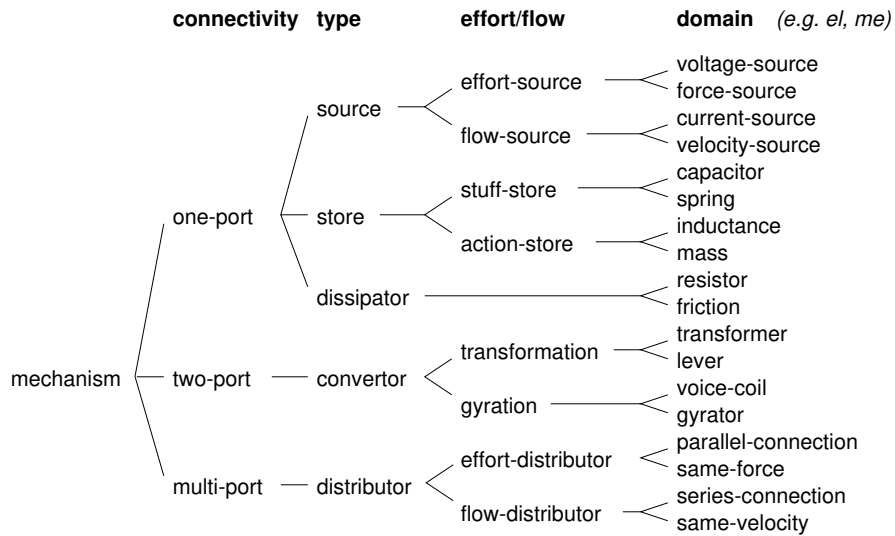 connectivity type effort/flow domain (e.g. el, me)
voltage-source
effort-source
force-source
source
current-source
flow-source
velocity-source
capacitor
stuff-store
spring
one-port store
inductance
action-store
mass
resistor
dissipator
friction
transformer
transformation
lever
mechanism two-port convertor
voice-coil
gyration
gyrator
parallel-connection
effort-distributor
same-force
multi-port distributor
series-connection
flow-distributor
same-velocity